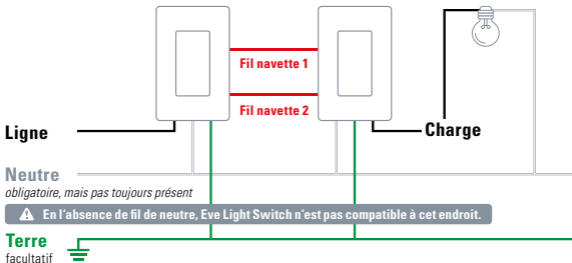 Fil navette 1
Fil navette 2
Ligne
Charge
Neutre
obligatoire, mais pas toujours présent
En l'absence de fil de neutre, Eve Light Switch n'est pas compatible à cet endroit.
Terre
facultatif